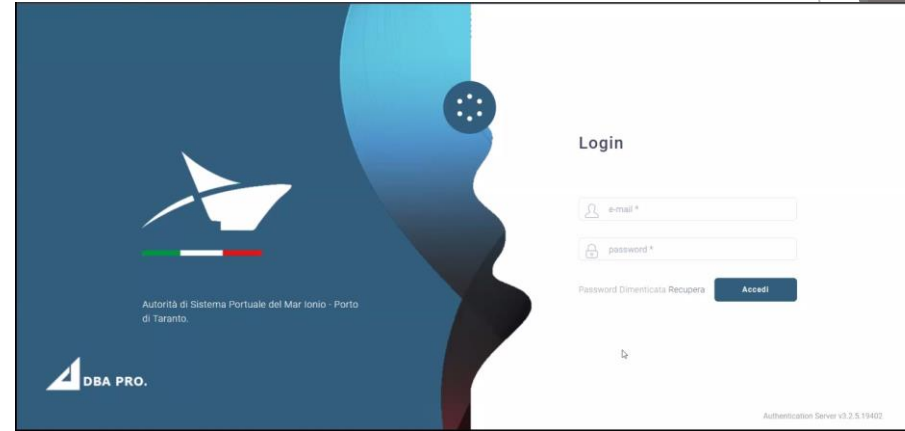 Autorità di Sistema Portuale del Mar Ionio - Porto
di Taranto.
DBA PRO.
Login
e-mail *
password *
Password Dimenticata Recupera
Accedi
Authentication Server v3.2.5.19402